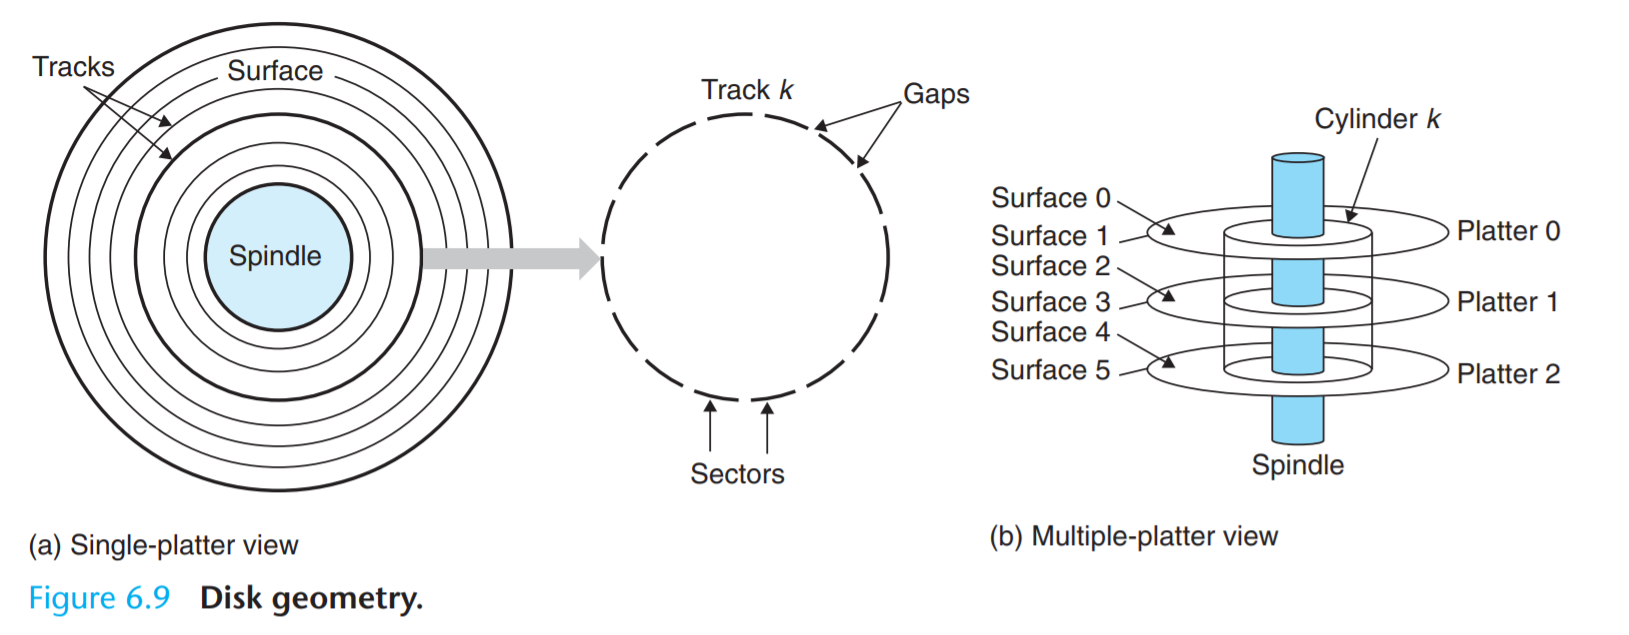 Tracks
Surface
Spindle
Track k
Gaps
Sectors
(a) Single-platter view
Cylinder k
Surface 0
Surface 1
Surface 2
Surface 3
Surface 4
Surface 5
Platter 0
Platter 1
Platter 2
Spindle
(b) Multiple-platter view
Figure 6.9 Disk geometry.